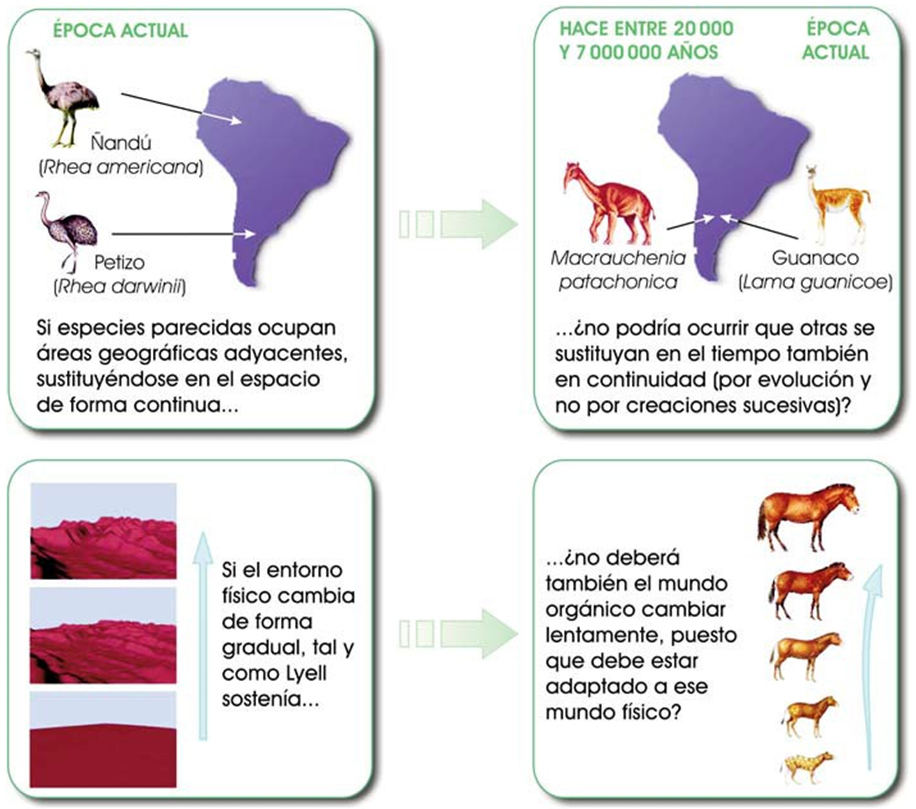 ÉPOCA ACTUAL
Ñandú
(Rhea americana)
Petizo
(Rhea darwinii)
Si especies parecidas ocupan
áreas geográficas adyacentes,
sustituyéndose en el espacio
de forma continua...
HACE ENTRE 20 000
Y 7 000 000 AÑOS
ÉPOCA
ACTUAL
Macrauchenia
patachonica
Guanaco
(Lama guanicoe)
...¿no podría ocurrir que otras se
sustituyan en el tiempo también
en continuidad (por evolución y
no por creaciones sucesivas)?
Si el entorno
físico cambia
de forma
gradual, tal y
como Lyell
sostenía...
...¿no deberá
también el mundo
orgánico cambiar
lentamente, puesto
que debe estar
adaptado a ese
mundo físico?